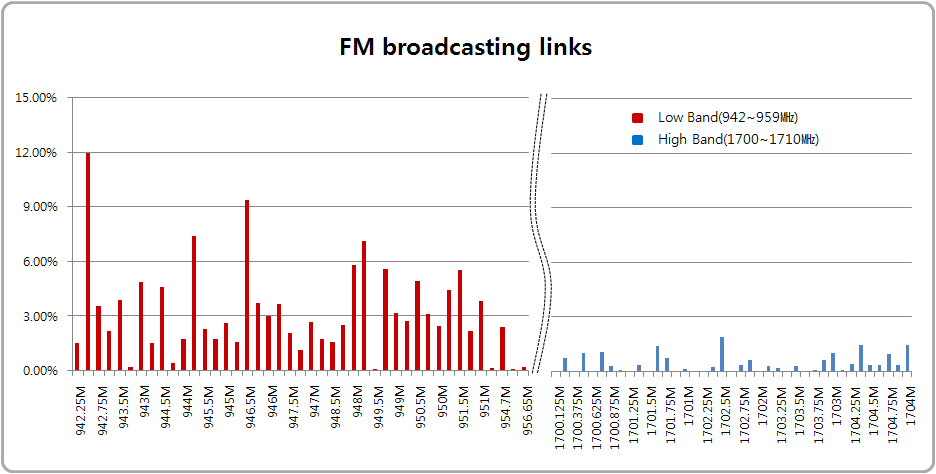 FM broadcasting links
15.00%
12.00%
9.00%
6.00%
3.00%
0.00%
Low Band(942~959㎒)
High Band(1700~1710㎒)
942.25M
942.75M
943.5M
943M
944.5M
944M
945.5M
945M
946.5M
946M
947.5M
947M
948.5M
948M
949.5M
949M
950.5M
950M
951.5M
951M
954.7M
956.65M
1700.125M
1700.375M
1700.625M
1700.875M
1701.25M
1701.5M
1701.75M
1701M
1702.25M
1702.5M
1702.75M
1702M
1703.25M
1703.5M
1703.75M
1703M
1704.25M
1704.5M
1704.75M
1704M